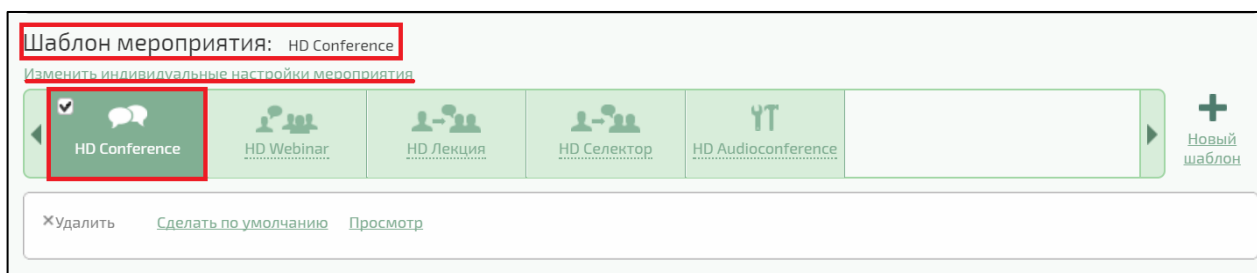 Шаблон мероприятия: HD Conference
Изменить индивидуальные настройки мероприятия
HD Conference HD Webinar HD Лекция HD Селектор HD Audioconference
Новый
шаблон
Удалить Сделать по умолчанию Просмотр